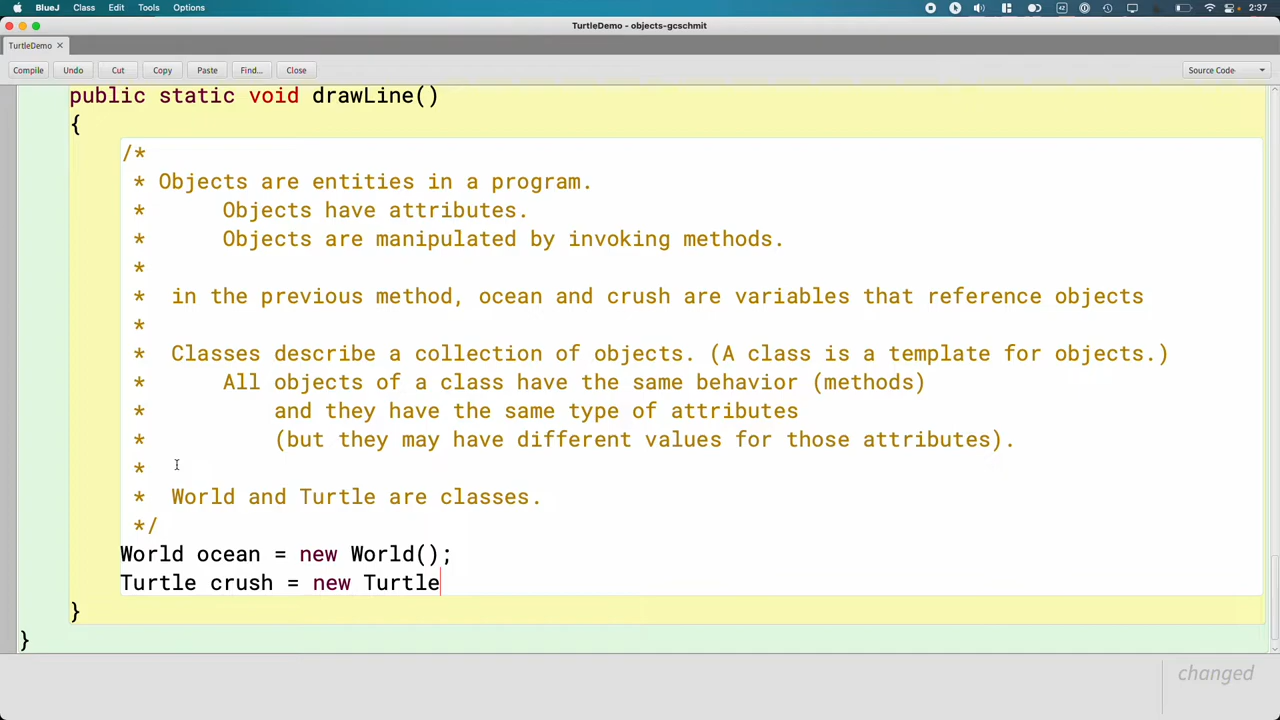 BlueJ Class Edit Tools Options 2:37
TurtleDemo - objects-gcschmit
TurtleDemo ×
Compile Undo Cut Copy Paste Find... Close Source Code
public static void drawLine()
{
/*
* Objects are entities in a program.
* Objects have attributes.
* Objects are manipulated by invoking methods.
*
* in the previous method, ocean and crush are variables that reference objects
*
* Classes describe a collection of objects. (A class is a template for objects.)
* All objects of a class have the same behavior (methods)
* and they have the same type of attributes
* (but they may have different values for those attributes).
*
* World and Turtle are classes.
*/
World ocean = new World();
Turtle crush = new Turtle
}
}
changed